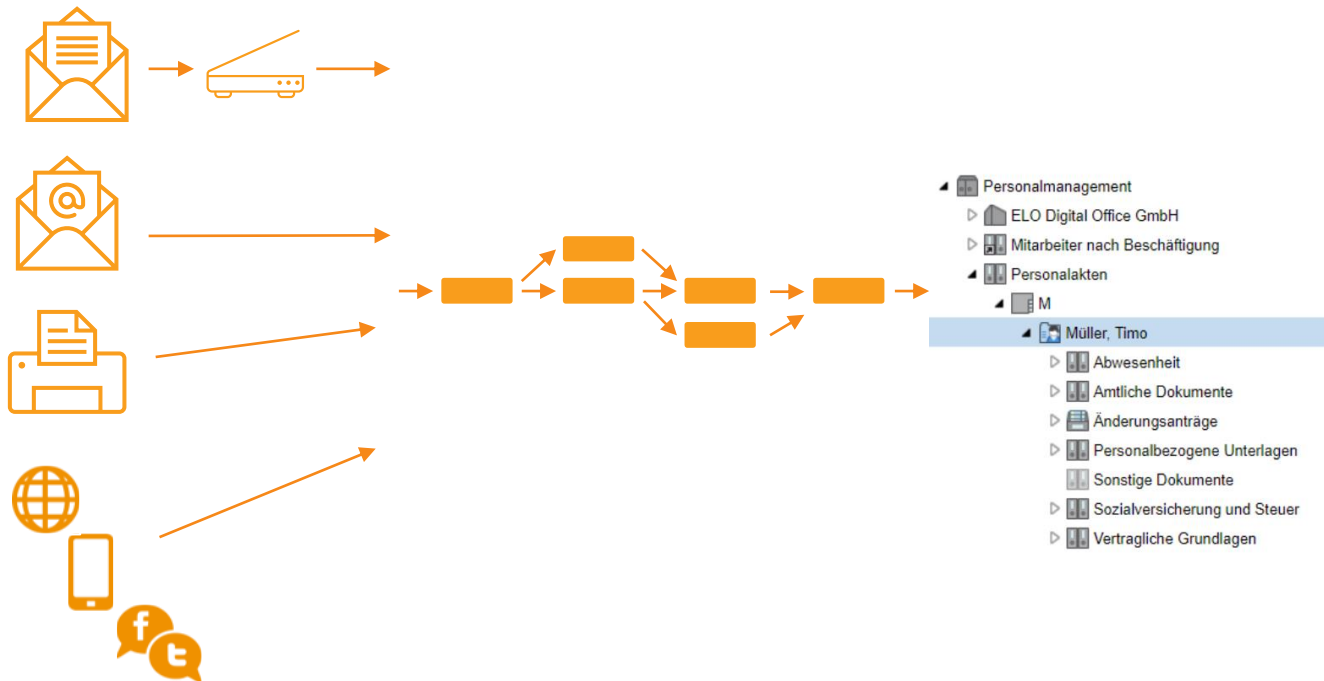 @
Personalmanagement
ELO Digital Office GmbH
Mitarbeiter nach Beschäftigung
Personalakten
M
Müller, Timo
Abwesenheit
Amtliche Dokumente
Änderungsanträge
Personalbezogene Unterlagen
Sonstige Dokumente
Sozialversicherung und Steuer
Vertragliche Grundlagen
f
t